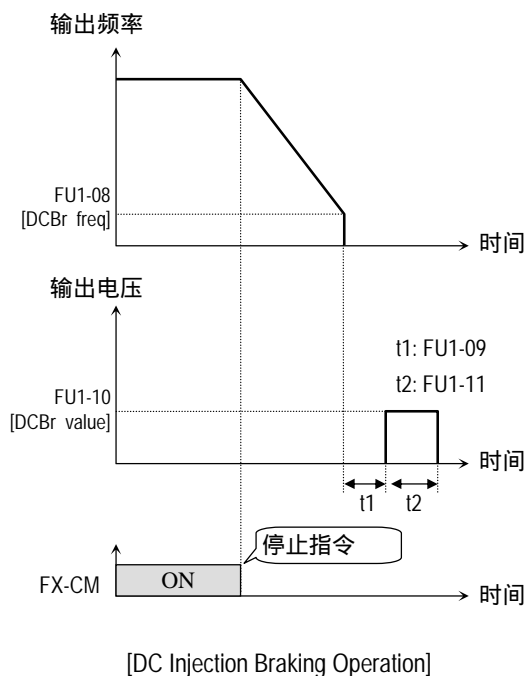 输出频率
FU1-08
[DCBr freq]
时间
输出电压
t1: FU1-09
t2: FU1-11
FU1-10
[DCBr value]
时间
t1
t2
停止指令
FX-CM
ON
时间
[DC Injection Braking Operation]